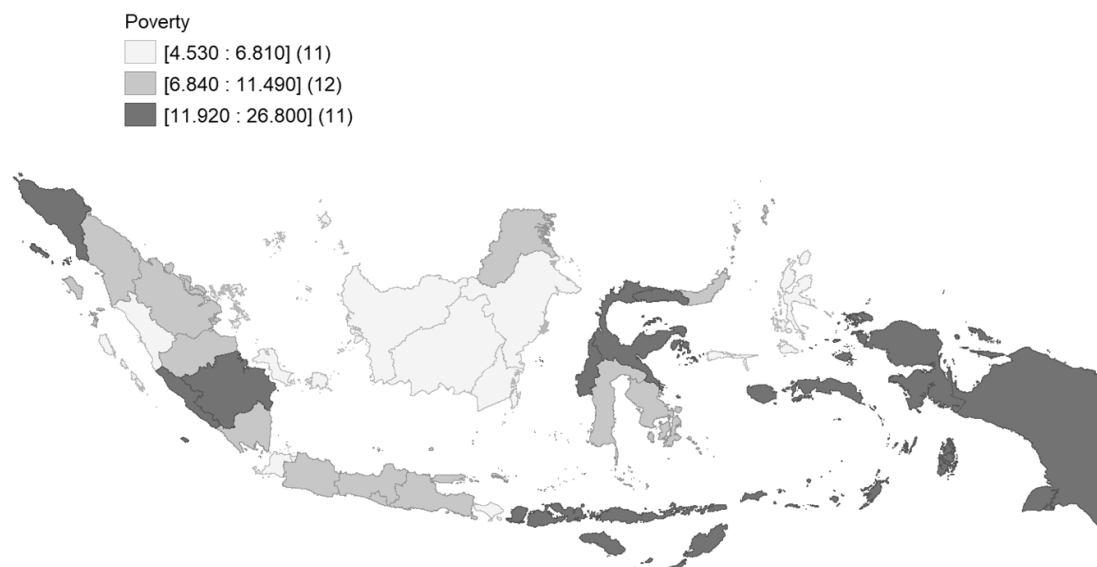 Poverty
[4.530 : 6.810] (11)
[6.840 : 11.490] (12)
[11.920 : 26.800] (11)